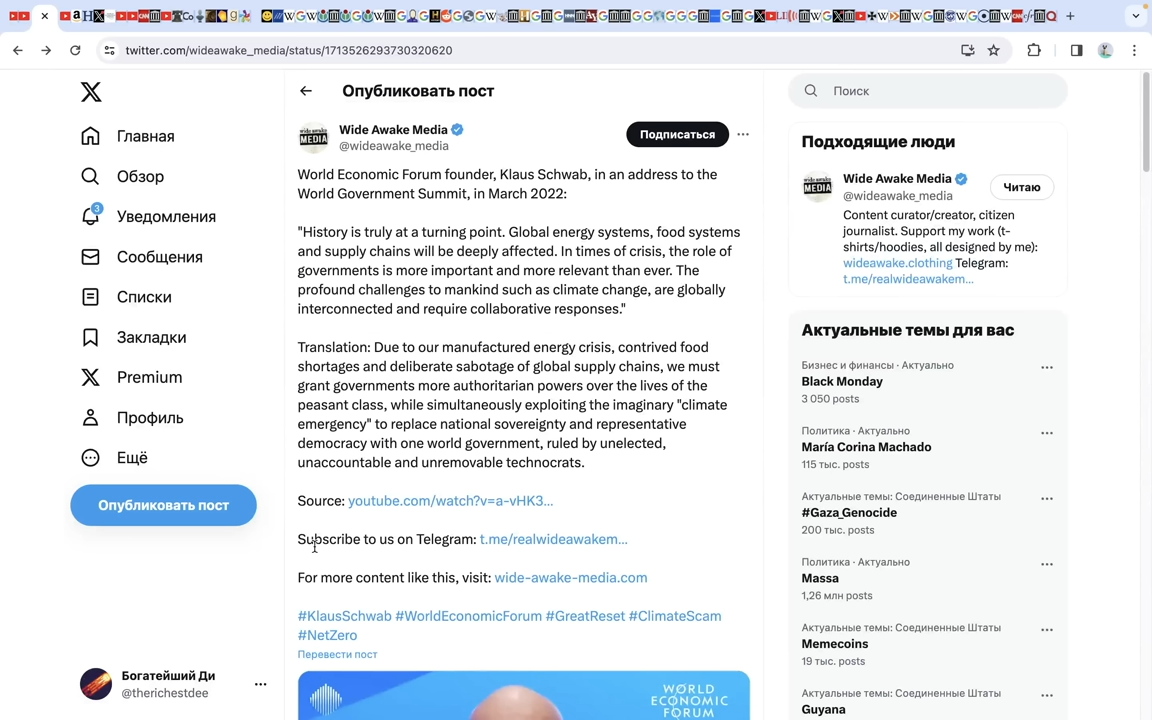 twitter.com/wideawake_media/status/1713526293730320620
Опубликовать пост
Поиск
Главная
Обзор
3
Уведомления
Сообщения
Списки
Закладки
Premium
Профиль
Ещё
Опубликовать пост
Богатейший Ди
@therichestdee
wide awake
MEDIA
Wide Awake Media
@wideawake_media
Подписаться
World Economic Forum founder, Klaus Schwab, in an address to the
World Government Summit, in March 2022:
"History is truly at a turning point. Global energy systems, food systems
and supply chains will be deeply affected. In times of crisis, the role of
governments is more important and more relevant than ever. The
profound challenges to mankind such as climate change, are globally
interconnected and require collaborative responses."
Translation: Due to our manufactured energy crisis, contrived food
shortages and deliberate sabotage of global supply chains, we must
grant governments more authoritarian powers over the lives of the
peasant class, while simultaneously exploiting the imaginary "climate
emergency" to replace national sovereignty and representative
democracy with one world government, ruled by unelected,
unaccountable and unremovable technocrats.
Source: youtube.com/watch?v=a-vHK3...
Subscribe to us on Telegram: t.me/realwideawakem...
For more content like this, visit: wide-awake-media.com
#KlausSchwab #WorldEconomicForum #GreatReset #ClimateScam
#NetZero
Перевести пост
WORLD
ECONOMIC
FORUM
Подходящие люди
wide awake
MEDIA
Wide Awake Media
@wideawake_media
Читаю
Content curator/creator, citizen
journalist. Support my work (t-
shirts/hoodies, all designed by me):
wideawake.clothing Telegram:
t.me/realwideawakem...
Актуальные темы для вас
Бизнес и финансы · Актуально
Black Monday
3 050 posts
Политика · Актуально
María Corina Machado
115 тыс. posts
Актуальные темы: Соединенные Штаты
#Gaza_Genocide
200 тыс. posts
Политика · Актуально
Massa
1,26 млн posts
Актуальные темы: Соединенные Штаты
Memecoins
19 тыс. posts
Актуальные темы: Соединенные Штаты
Guyana